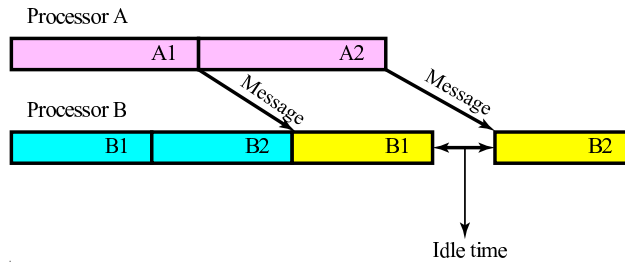 Processor A
A1 A2
Message Message
Processor B
B1 B2 B1 B2
Idle time